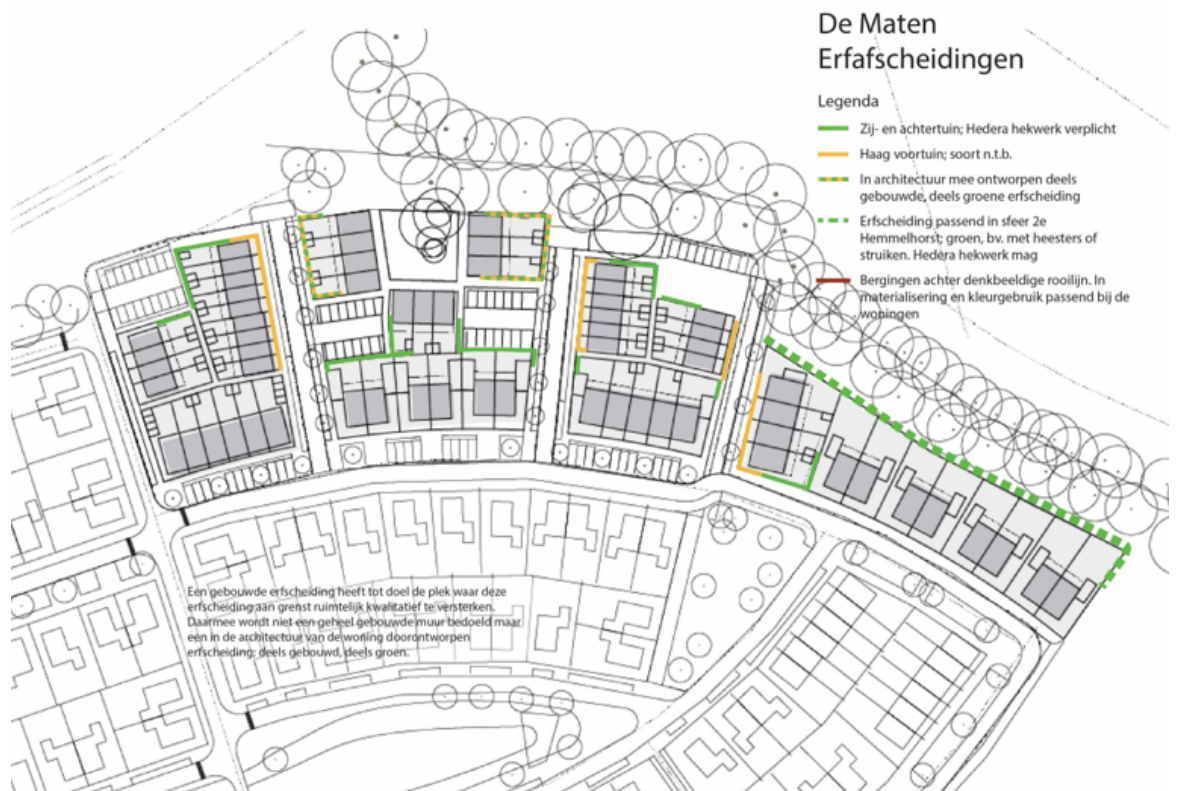 De Maten
Erfafscheidingen
Legenda
Zij- en achtertuin; Hedera hekwerk verplicht
Haag voortuin; soort n.t.b.
In architectuur mee ontworpen deels
gebouwde, deels groene erfscheiding
Erfscheiding passend in sfeer 2e
Hemmelhorst; groen, bv. met heesters of
struiken. Hedera hekwerk mag
Bergingen achter denkbeeldige rooilijn. In
materialisering en kleurgebruik passend bij de
woningen
Een gebouwde erfscheiding heeft tot doel de plek waar deze
erfscheiding aan grenst ruimtelijk kwalitatief te versterken.
Daarmee wordt niet een geheel gebouwde muur bedoeld maar
een in de architectuur van de woning doorontworpen
erfscheiding; deels gebouwd, deels groen.